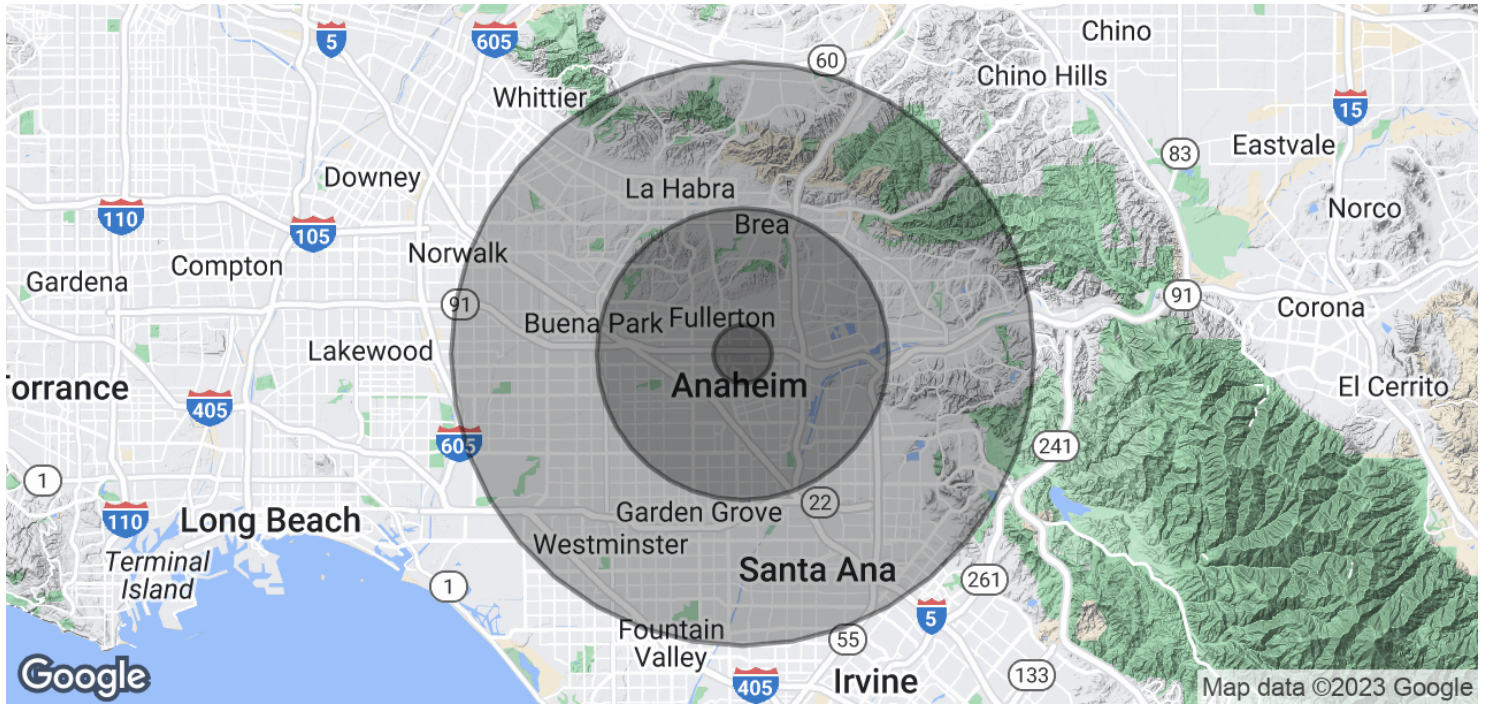 Chino
5
605
60
Chino Hills
Whittier
15
Eastvale
83
Downey
La Habra
110
Norco
Brea
105
Norwalk
Compton
Gardena
91
91
Corona
Buena Park
Fullerton
Lakewood
orrance
Anaheim
El Cerrito
405
605
241
1
22
Garden Grove
110
Long Beach
Westminster
Terminal
Island
Santa Ana
261
1
5
Fountain
Valley
55
Google
405
Irvine
133
Map data ©2023 Google